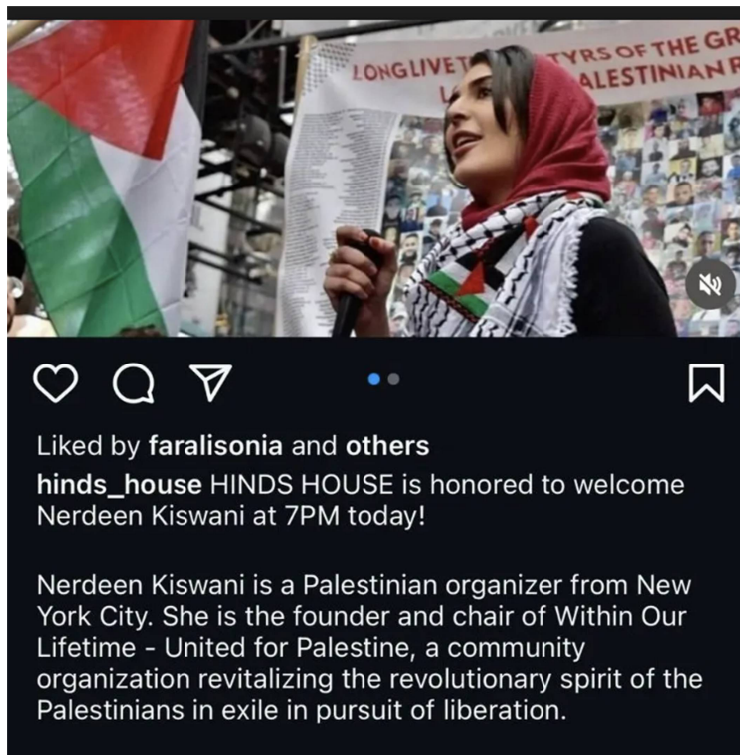 LONG LIVE T TYRS OF THE GR
L ALESTINIAN R
Liked by faralisonia and others
hinds_house HINDS HOUSE is honored to welcome
Nerdeen Kiswani at 7PM today!
Nerdeen Kiswani is a Palestinian organizer from New
York City. She is the founder and chair of Within Our
Lifetime - United for Palestine, a community
organization revitalizing the revolutionary spirit of the
Palestinians in exile in pursuit of liberation.